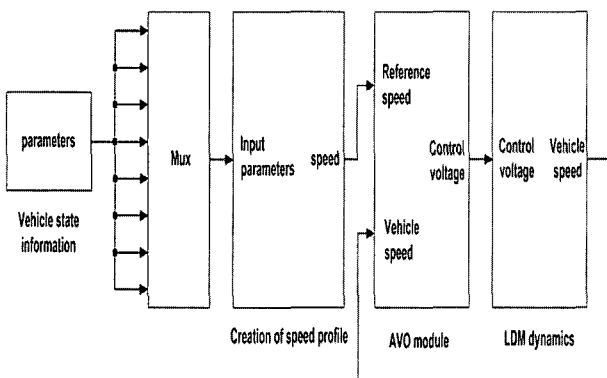 parameters
Vehicle state
information
Mux
Input
parameters
speed
Creation of speed profile
Reference
speed
Control
voltage
Vehicle
speed
AVO module
Control
voltage
Vehicle
speed
LDM dynamics